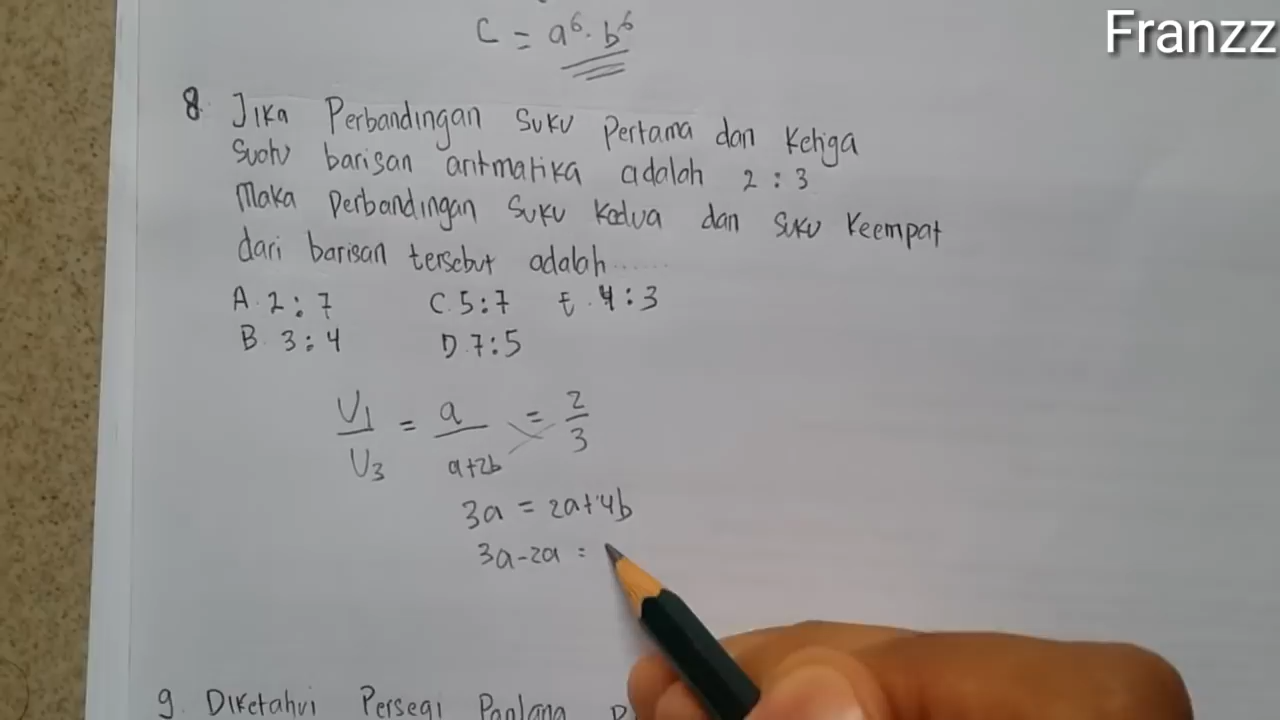 Franzz
C = a⁶ · b⁶
8. Jika Perbandingan Suku Pertama dan Ketiga
Suatu barisan aritmatika adalah 2 : 3
Maka Perbandingan Suku Kedua dan Suku Keempat
dari barisan tersebut adalah......
A. 2 : 7 C. 5 : 7 E. 4 : 3
B. 3 : 4 D. 7 : 5
U₁/U₃ = a/a+2b = 2/3
3a = 2a+4b
3a-2a =
9. Diketahui Persegi Panjang